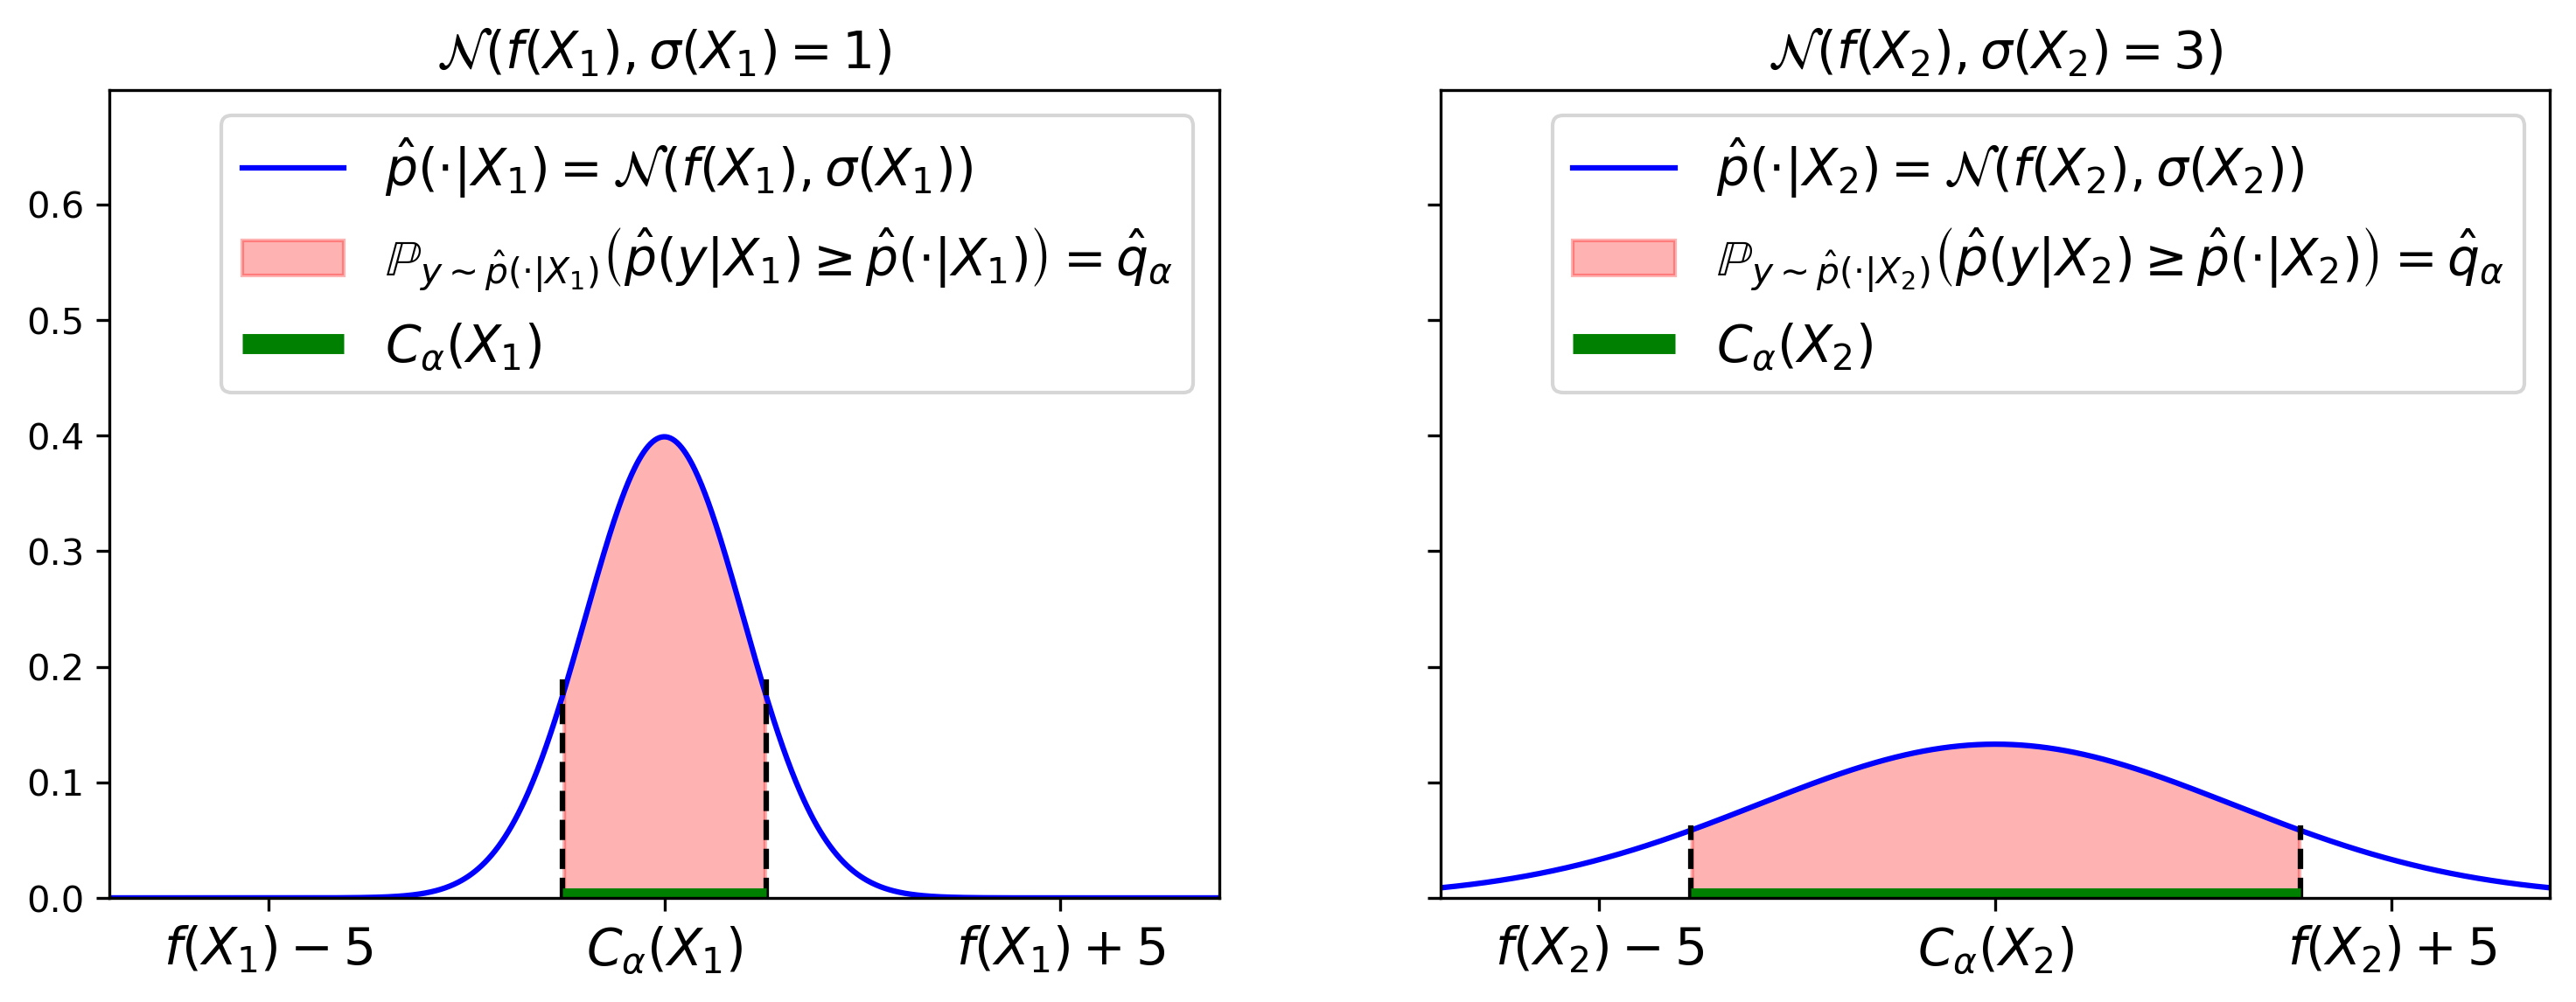 𝒩(f(X₁), σ(X₁) = 1)
p̂(·|X₁) = 𝒩(f(X₁), σ(X₁))
ℙ_{y∼p̂(·|X₁)}(p̂(y|X₁) ≥ p̂(·|X₁)) = q̂_α
C_α(X₁)
0.6
0.5
0.4
0.3
0.2
0.1
0.0
f(X₁) − 5
C_α(X₁)
f(X₁) + 5
𝒩(f(X₂), σ(X₂) = 3)
p̂(·|X₂) = 𝒩(f(X₂), σ(X₂))
ℙ_{y∼p̂(·|X₂)}(p̂(y|X₂) ≥ p̂(·|X₂)) = q̂_α
C_α(X₂)
f(X₂) − 5
C_α(X₂)
f(X₂) + 5